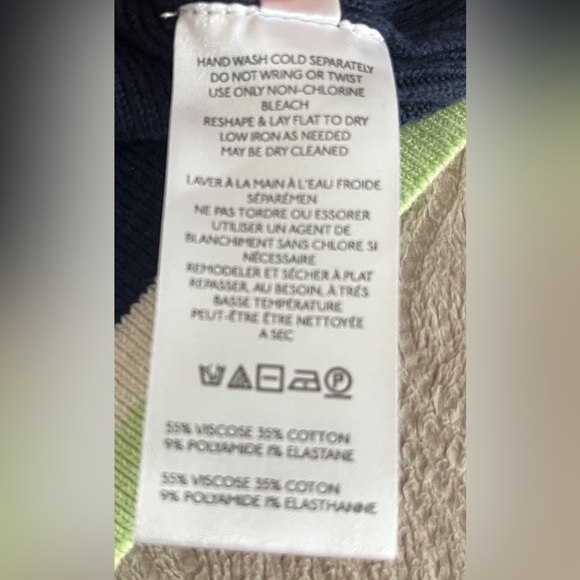 HAND WASH COLD SEPARATELY
DO NOT WRING OR TWIST
USE ONLY NON-CHLORINE
BLEACH
RESHAPE & LAY FLAT TO DRY
LOW IRON AS NEEDED
MAY BE DRY CLEANED
LAVER À LA MAIN À L'EAU FROIDE
SÉPARÉMEN
NE PAS TORDRE OU ESSORER
UTILISER UN AGENT DE
BLANCHIMENT SANS CHLORE SI
NÉCESSAIRE
REMODELER ET SÉCHER À PLAT
REPASSER, AU BESOIN, À TRÉS
BASSE TEMPÉRATURE
PEUT-ÊTRE ÊTRE NETTOYÉE
A SEC
P
55% VISCOSE 35% COTTON
9% POLYAMIDE 1% ELASTANE
55% VISCOSE 35% COTON
9% POLYAMIDE 1% ELASTHANNE